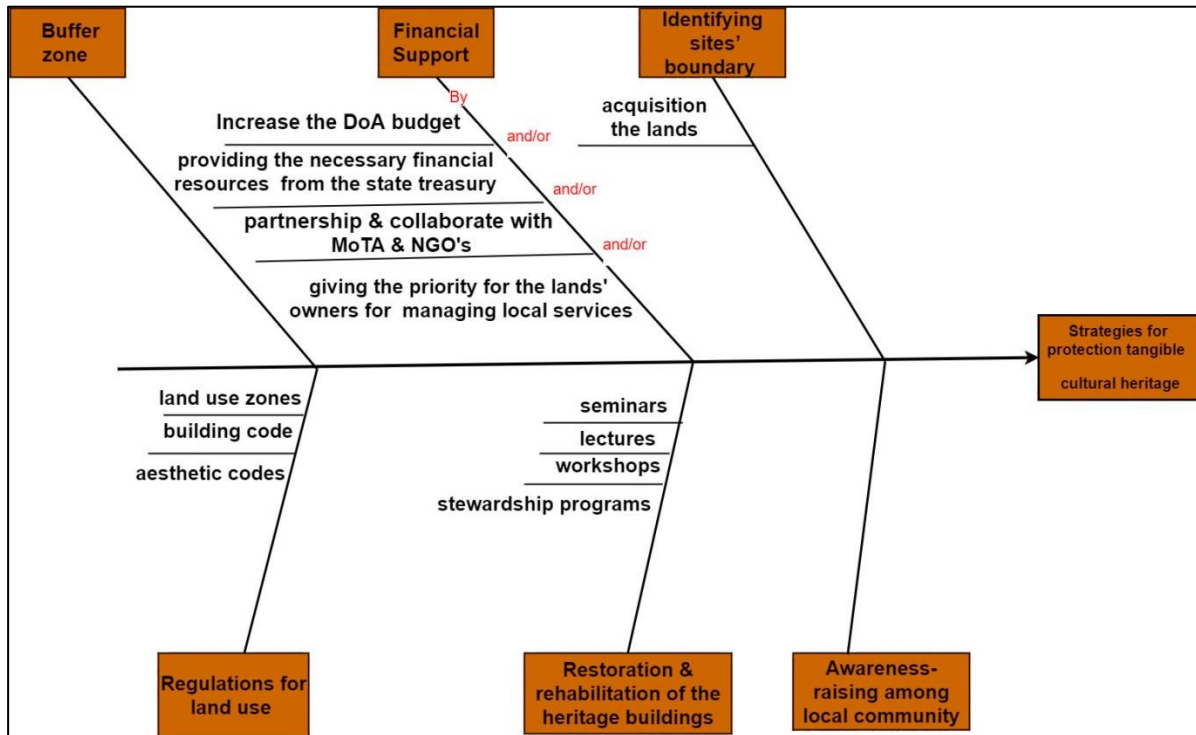 Buffer
zone
Financial
Support
Identifying
sites'
boundary
By
Increase the DoA budget
and/or
providing the necessary financial
resources from the state treasury
and/or
partnership & collaborate with
MoTA & NGO's
and/or
giving the priority for the lands'
owners for managing local services
acquisition
the lands
Strategies for
protection tangible
cultural heritage
land use zones
building code
aesthetic codes
seminars
lectures
workshops
stewardship programs
Regulations for
land use
Restoration &
rehabilitation of the
heritage buildings
Awareness-
raising among
local community